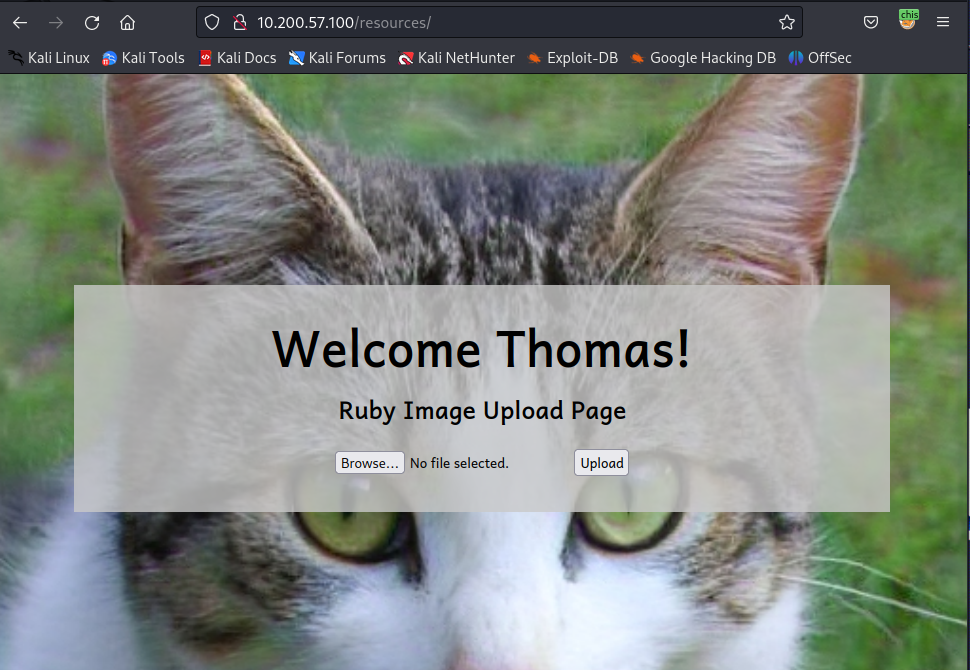 chis
10.200.57.100/resources/
Kali Linux Kali Tools Kali Docs Kali Forums Kali NetHunter Exploit-DB Google Hacking DB OffSec
Welcome Thomas!
Ruby Image Upload Page
Browse... No file selected. Upload